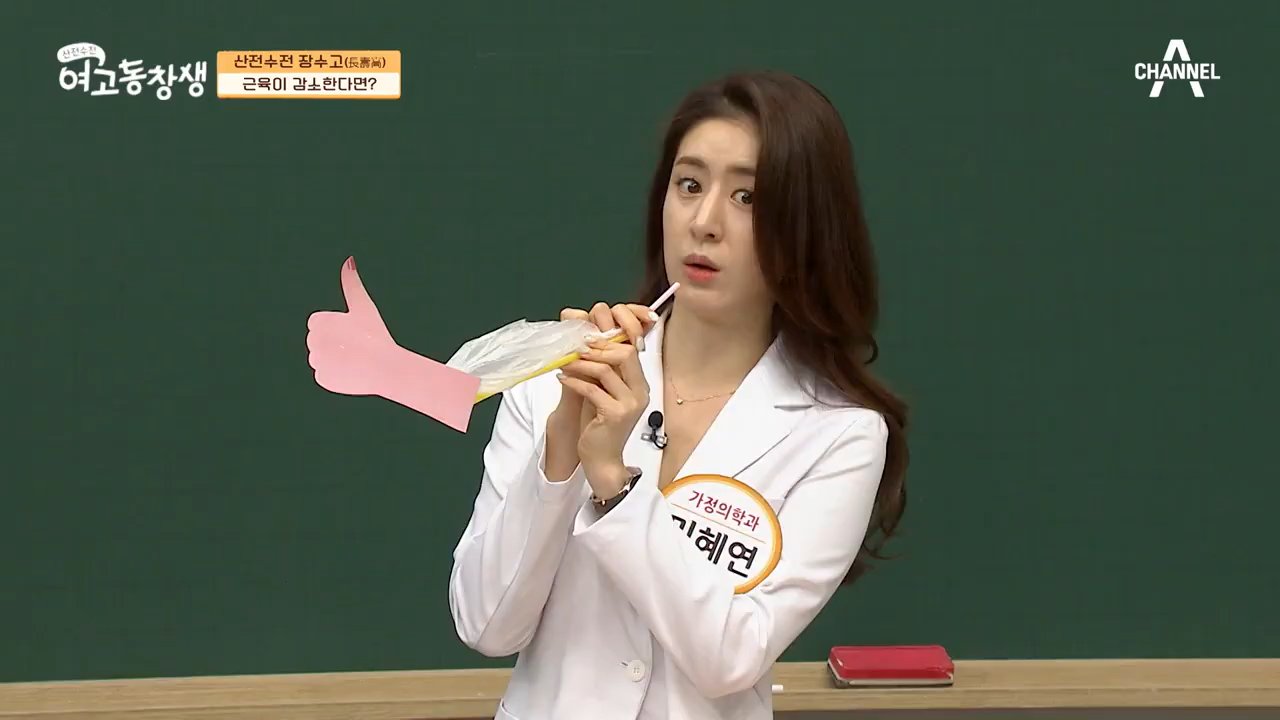 산전수전
여고동창생
산전수전 장수고(長壽高)
근육이 감소한다면?
CHANNEL A
가정의학과
혜연